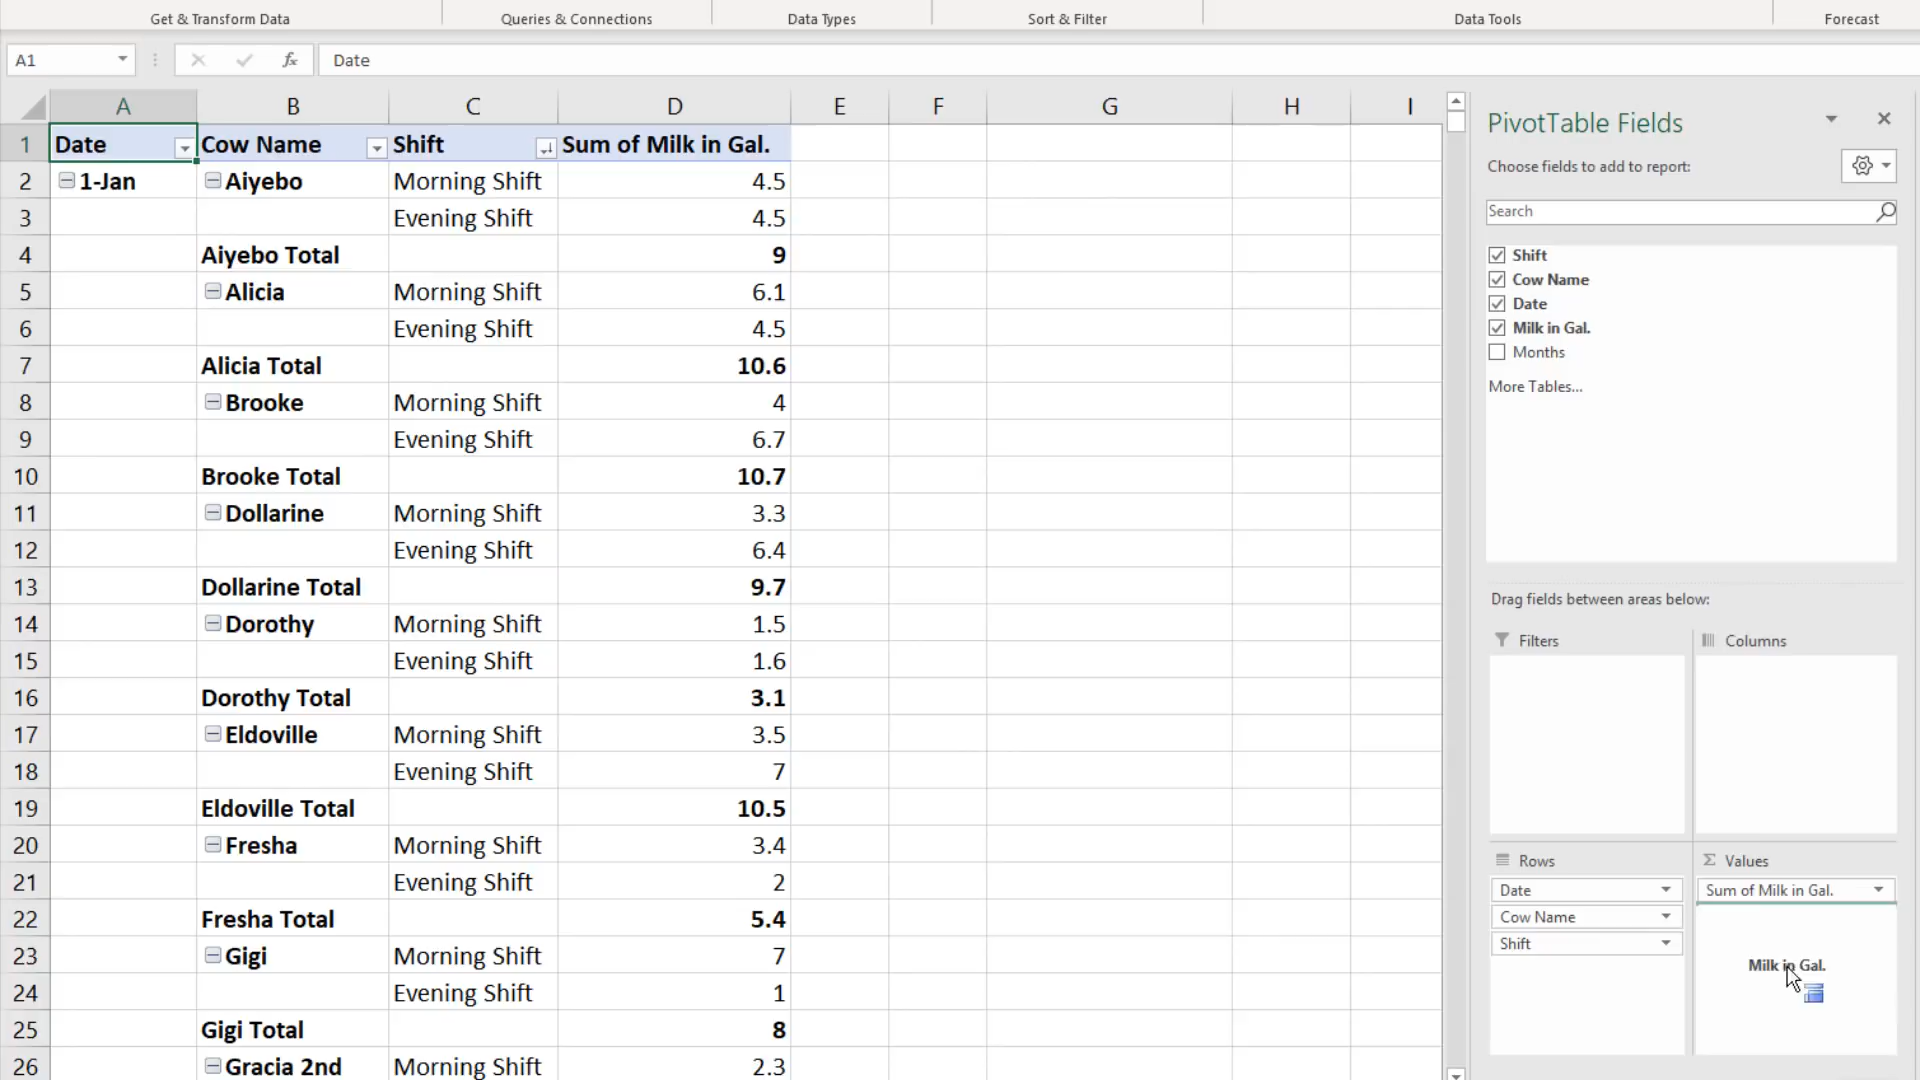 Get & Transform Data Queries & Connections Data Types Sort & Filter Data Tools Forecast
A1 fx Date
A B C D E F G H I
1 Date Cow Name Shift Sum of Milk in Gal.
2 1-Jan Aiyebo Morning Shift 4.5
3 Evening Shift 4.5
4 Aiyebo Total 9
5 Alicia Morning Shift 6.1
6 Evening Shift 4.5
7 Alicia Total 10.6
8 Brooke Morning Shift 4
9 Evening Shift 6.7
10 Brooke Total 10.7
11 Dollarine Morning Shift 3.3
12 Evening Shift 6.4
13 Dollarine Total 9.7
14 Dorothy Morning Shift 1.5
15 Evening Shift 1.6
16 Dorothy Total 3.1
17 Eldoville Morning Shift 3.5
18 Evening Shift 7
19 Eldoville Total 10.5
20 Fresha Morning Shift 3.4
21 Evening Shift 2
22 Fresha Total 5.4
23 Gigi Morning Shift 7
24 Evening Shift 1
25 Gigi Total 8
26 Gracia 2nd Morning Shift 2.3
PivotTable Fields
Choose fields to add to report:
Search
Shift
Cow Name
Date
Milk in Gal.
Months
More Tables...
Drag fields between areas below:
Filters
Columns
Rows
Date
Cow Name
Shift
Σ Values
Sum of Milk in Gal.
Milk in Gal.